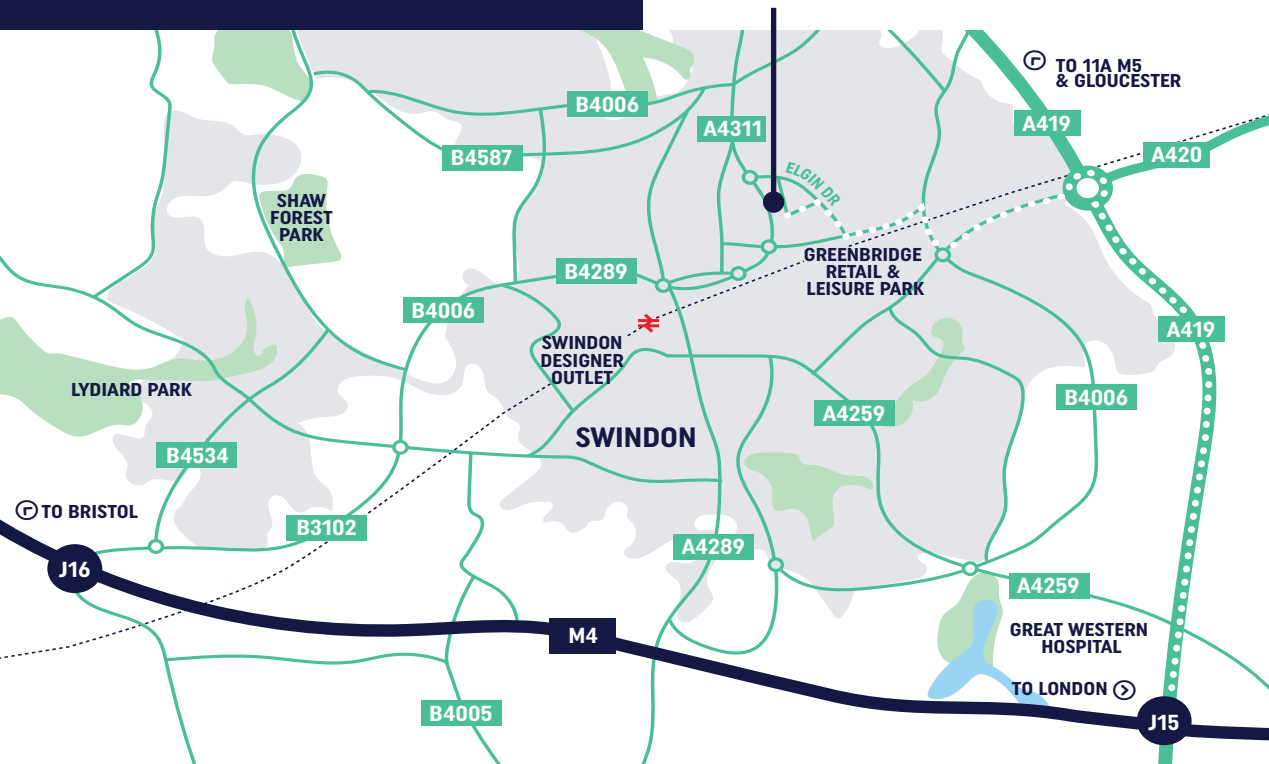 TO 11A M5
& GLOUCESTER
B4006
A419
A4311
A420
B4587
ELGIN DR
SHAW
FOREST
PARK
GREENBRIDGE
RETAIL &
LEISURE PARK
B4289
B4006
A419
SWINDON
DESIGNER
OUTLET
LYDIARD PARK
B4006
A4259
SWINDON
B4534
TO BRISTOL
B3102
A4289
J16
A4259
M4
GREAT WESTERN
HOSPITAL
TO LONDON
B4005
J15